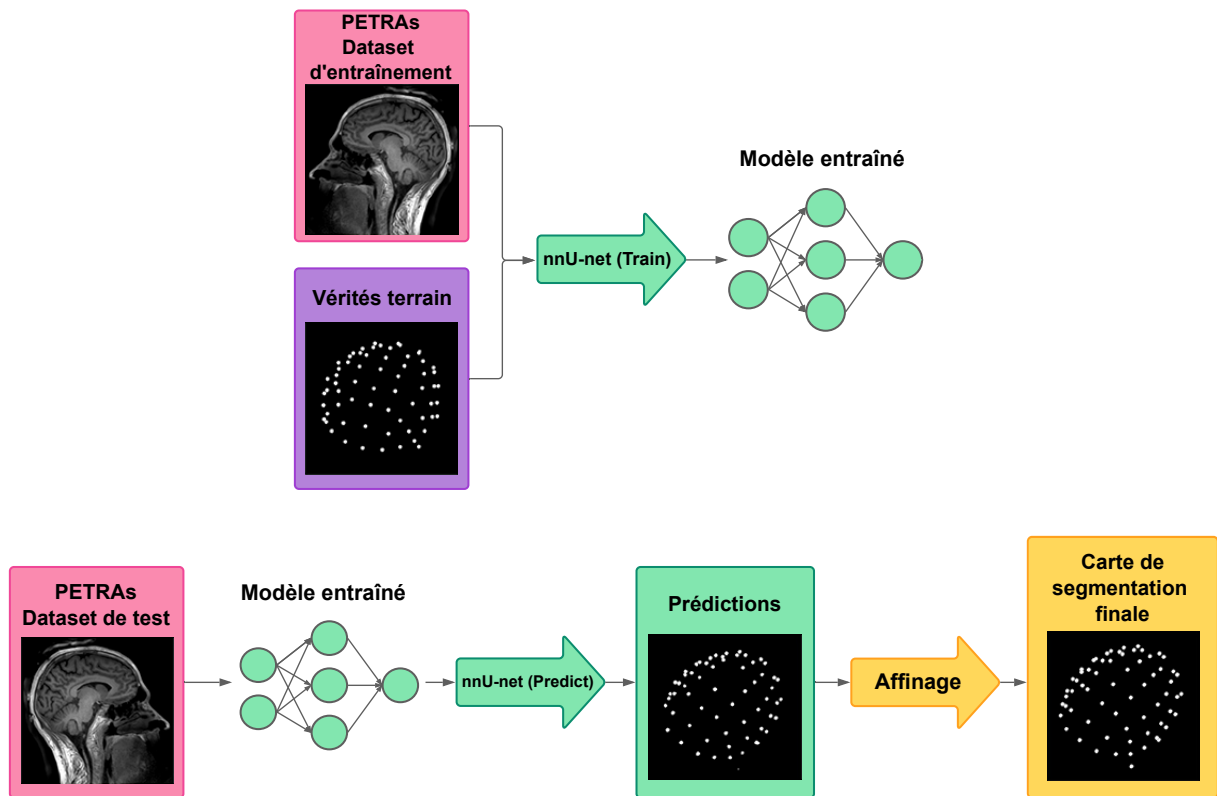 PETRAs
Dataset
d'entraînement
Vérités terrain
nnU-net (Train)
Modèle entraîné
PETRAs
Dataset de test
Modèle entraîné
nnU-net (Predict)
Prédictions
Affinage
Carte de
segmentation
finale